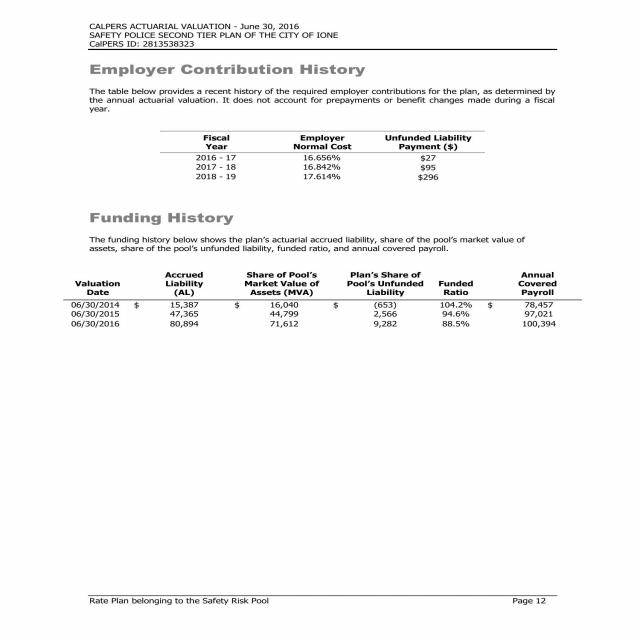 CALPERS ACTUARIAL VALUATION - June 30, 2016
SAFETY POLICE SECOND TIER PLAN OF THE CITY OF IONE
CalPERS ID: 2813538323
Employer Contribution History
The table below provides a recent history of the required employer contributions for the plan, as determined by
the annual actuarial valuation. It does not account for prepayments or benefit changes made during a fiscal
year.
Fiscal Employer Unfunded Liability
Year Normal Cost Payment ($)
2016 - 17 16.656% $27
2017 - 18 16.842% $95
2018 - 19 17.614% $296
Funding History
The funding history below shows the plan's actuarial accrued liability, share of the pool's market value of
assets, share of the pool's unfunded liability, funded ratio, and annual covered payroll.
Accrued Share of Pool's Plan's Share of Annual
Valuation Liability Market Value of Pool's Unfunded Funded Covered
Date (AL) Assets (MVA) Liability Ratio Payroll
06/30/2014 $ 15,387 $ 16,040 $ (653) 104.2% $ 78,457
06/30/2015 47,365 44,799 2,566 94.6% 97,021
06/30/2016 80,894 71,612 9,282 88.5% 100,394
Rate Plan belonging to the Safety Risk Pool Page 12